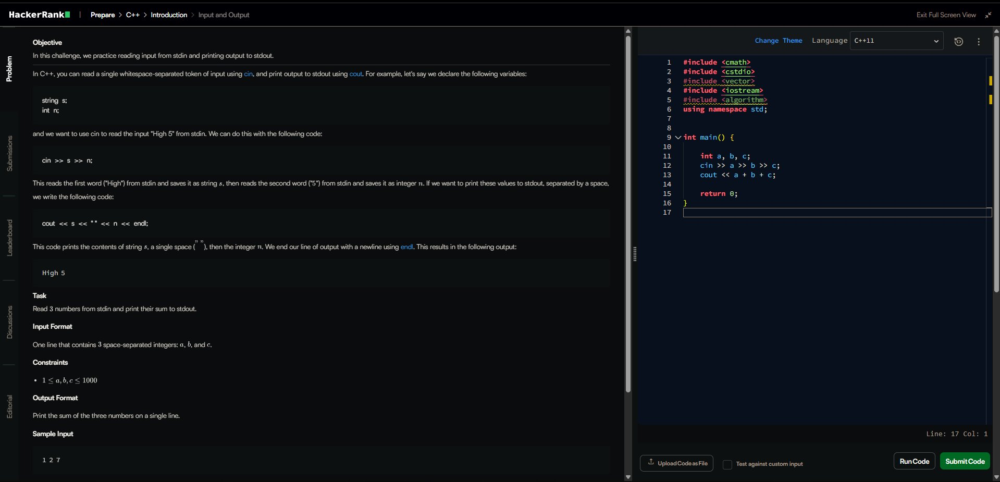 HackerRank | Prepare > C++ > Introduction > Input and Output
Exit Full Screen View
Problem
Submissions
Leaderboard
Discussions
Editorial
Objective
In this challenge, we practice reading input from stdin and printing output to stdout.
In C++, you can read a single whitespace-separated token of input using cin, and print output to stdout using cout. For example, let's say we declare the following variables:
string s;
int n;
and we want to use cin to read the input "High 5" from stdin. We can do this with the following code:
cin >> s >> n;
This reads the first word ("High") from stdin and saves it as string s, then reads the second word ("5") from stdin and saves it as integer n. If we want to print these values to stdout, separated by a space,
we write the following code:
cout << s << " " << n << endl;
This code prints the contents of string s, a single space (" "), then the integer n. We end our line of output with a newline using endl. This results in the following output:
High 5
Task
Read 3 numbers from stdin and print their sum to stdout.
Input Format
One line that contains 3 space-separated integers: a, b, and c.
Constraints
• 1 ≤ a, b, c ≤ 1000
Output Format
Print the sum of the three numbers on a single line.
Sample Input
1 2 7
Change Theme Language C++11
1 #include <cmath>
2 #include <cstdio>
3 #include <vector>
4 #include <iostream>
5 #include <algorithm>
6 using namespace std;
7
8
9 int main() {
10
11 int a, b, c;
12 cin >> a >> b >> c;
13 cout << a + b + c;
14
15 return 0;
16 }
17
Line: 17 Col: 1
Upload Code as File
Test against custom input
Run Code
Submit Code